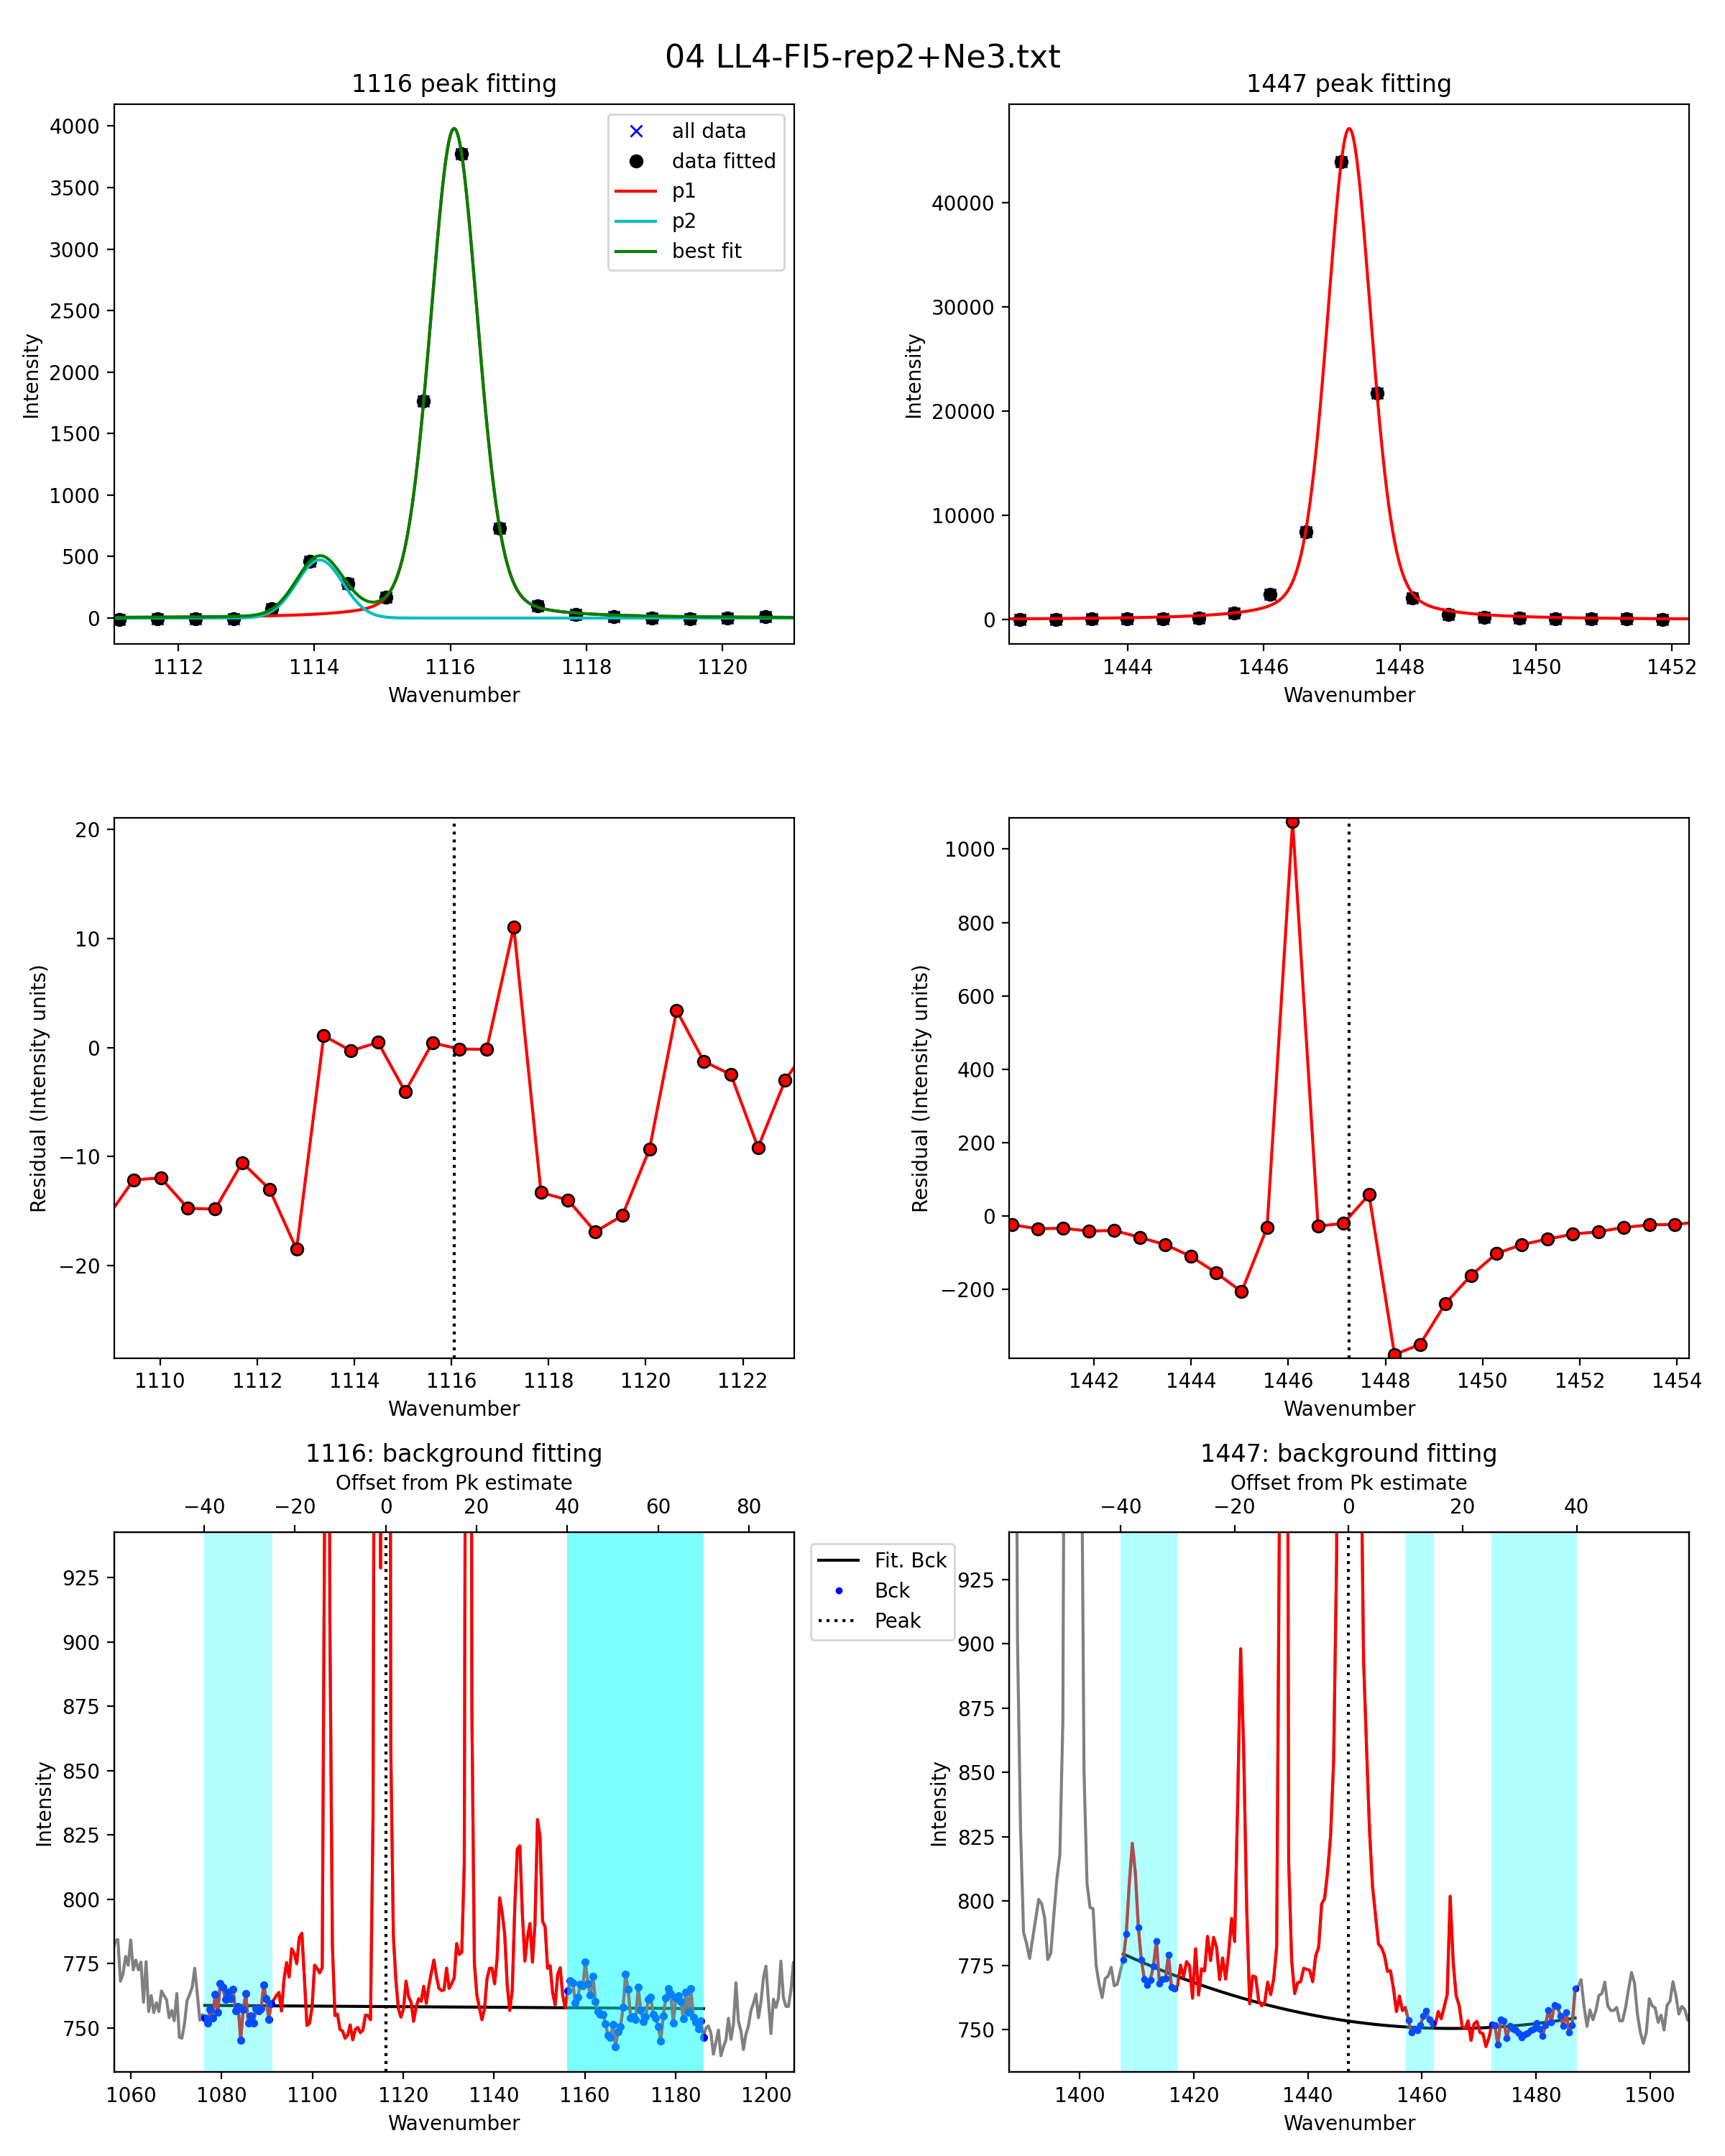 04 LL4-FI5-rep2+Ne3.txt
1116 peak fitting
4000
3500
3000
2500
2000
1500
1000
500
0
Intensity
all data
data fitted
p1
p2
best fit
1112 1114 1116 1118 1120
Wavenumber
1447 peak fitting
40000
30000
20000
10000
0
Intensity
1444 1446 1448 1450 1452
Wavenumber
20
10
0
−10
−20
Residual (Intensity units)
1110 1112 1114 1116 1118 1120 1122
Wavenumber
1000
800
600
400
200
0
−200
Residual (Intensity units)
1442 1444 1446 1448 1450 1452 1454
Wavenumber
1116: background fitting
Offset from Pk estimate
−40 −20 0 20 40 60 80
925
900
875
850
825
800
775
750
Intensity
1060 1080 1100 1120 1140 1160 1180 1200
Wavenumber
Fit. Bck
Bck
Peak
1447: background fitting
Offset from Pk estimate
−40 −20 0 20 40
925
900
875
850
825
800
775
750
Intensity
1400 1420 1440 1460 1480 1500
Wavenumber